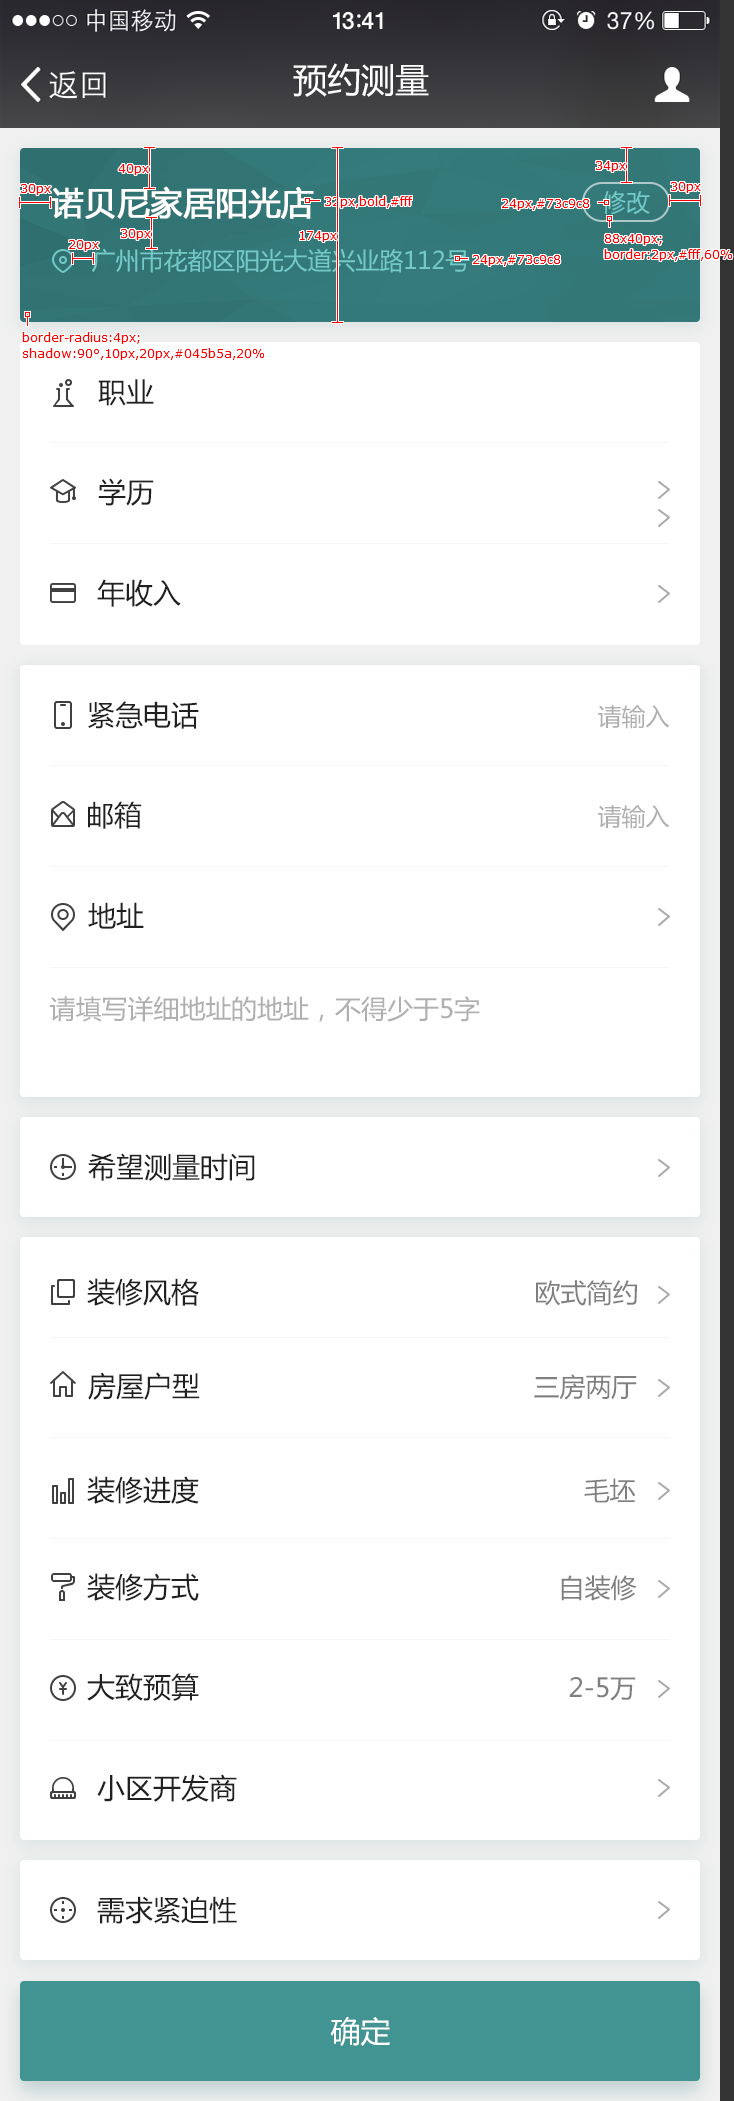 中国移动 13:41 37%
返回 预约测量
40px 34px
30px 诺贝尼家居阳光店 32px,bold,#fff 24px,#73c9c8 修改 30px
30px 174px 88x40px;
20px border:2px,#fff,60%
广州市花都区阳光大道兴业路112号 24px,#73c9c8
border-radius:4px;
shadow:90°,10px,20px,#045b5a,20%
职业
学历
年收入
紧急电话 请输入
邮箱 请输入
地址
请填写详细地址的地址，不得少于5字
希望测量时间
装修风格 欧式简约
房屋户型 三房两厅
装修进度 毛坯
装修方式 自装修
大致预算 2-5万
小区开发商
需求紧迫性
确定